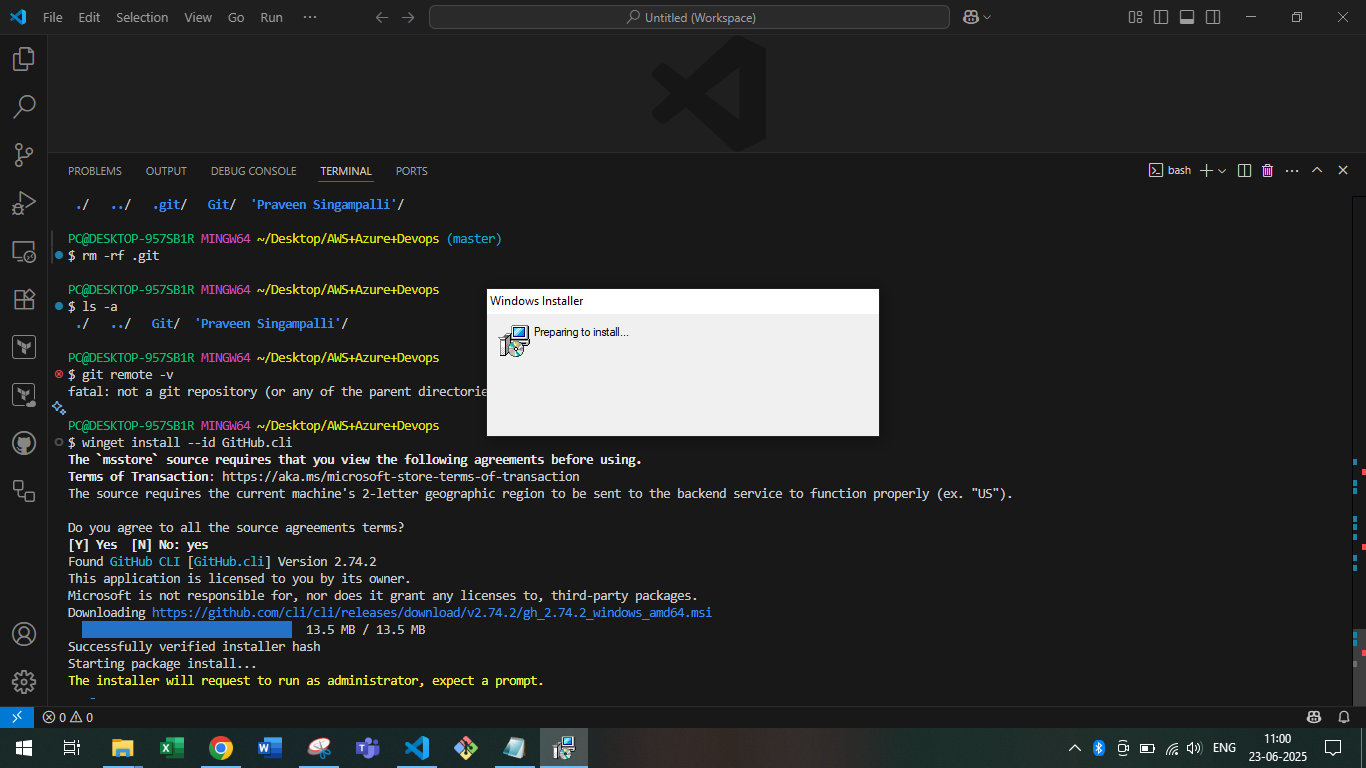 File Edit Selection View Go Run ···
Untitled (Workspace)
PROBLEMS OUTPUT DEBUG CONSOLE TERMINAL PORTS
bash
./ ../ .git/ Git/ 'Praveen Singampalli'/
PC@DESKTOP-957SB1R MINGW64 ~/Desktop/AWS+Azure+Devops (master)
$ rm -rf .git
PC@DESKTOP-957SB1R MINGW64 ~/Desktop/AWS+Azure+Devops
$ ls -a
./ ../ Git/ 'Praveen Singampalli'/
PC@DESKTOP-957SB1R MINGW64 ~/Desktop/AWS+Azure+Devops
$ git remote -v
fatal: not a git repository (or any of the parent directorie
PC@DESKTOP-957SB1R MINGW64 ~/Desktop/AWS+Azure+Devops
$ winget install --id GitHub.cli
The `msstore` source requires that you view the following agreements before using.
Terms of Transaction: https://aka.ms/microsoft-store-terms-of-transaction
The source requires the current machine's 2-letter geographic region to be sent to the backend service to function properly (ex. "US").
Do you agree to all the source agreements terms?
[Y] Yes [N] No: yes
Found GitHub CLI [GitHub.cli] Version 2.74.2
This application is licensed to you by its owner.
Microsoft is not responsible for, nor does it grant any licenses to, third-party packages.
Downloading https://github.com/cli/cli/releases/download/v2.74.2/gh_2.74.2_windows_amd64.msi
13.5 MB / 13.5 MB
Successfully verified installer hash
Starting package install...
The installer will request to run as administrator, expect a prompt.
-
Windows Installer
Preparing to install...
0 0
ENG
11:00
23-06-2025